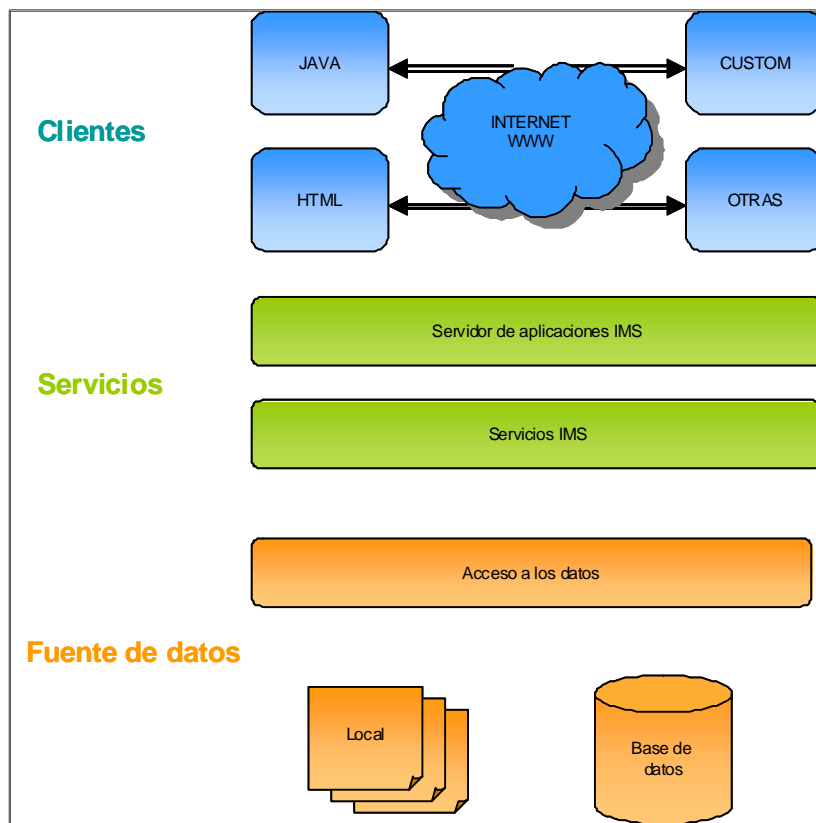 JAVA
CUSTOM
Clientes
INTERNET
WWW
HTML
OTRAS
Servidor de aplicaciones IMS
Servicios
Servicios IMS
Acceso a los datos
Fuente de datos
Local
Base de
datos